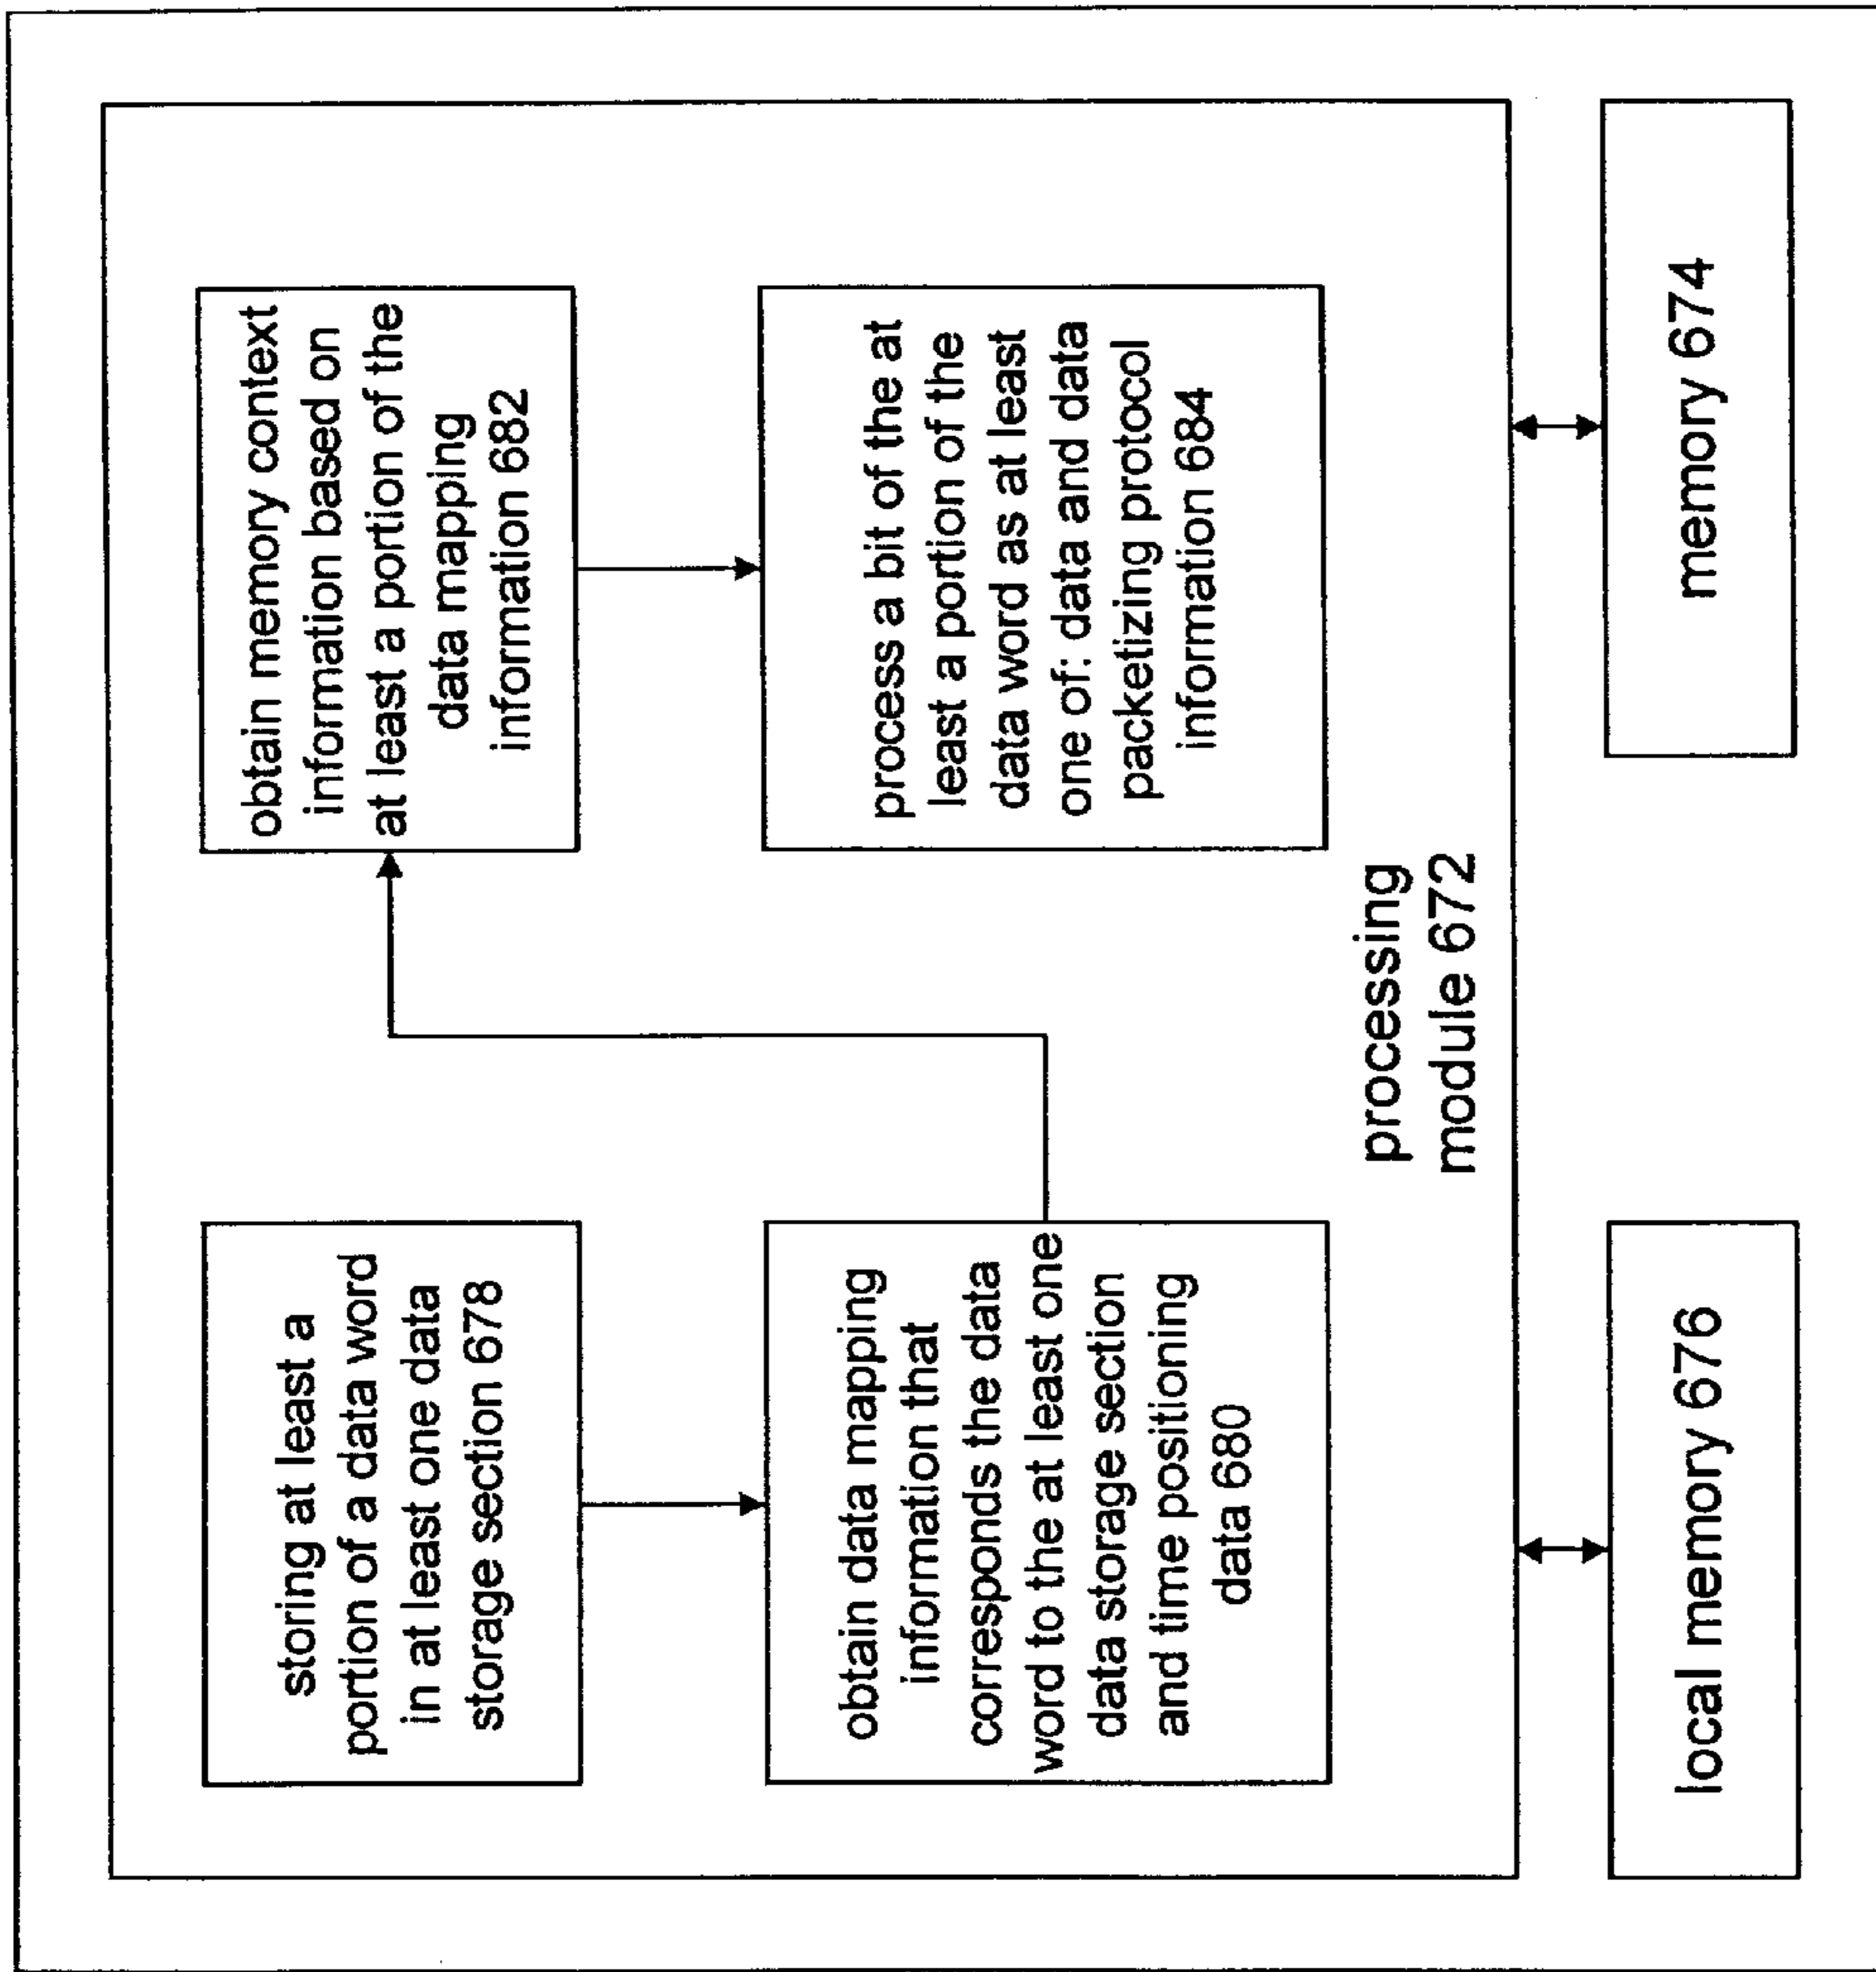 storing at least a
portion of a data word
in at least one data
storage section 678
obtain data mapping
information that
corresponds the data
word to the at least one
data storage section
and time positioning
data 680
obtain memory context
information based on
at least a portion of the
data mapping
information 682
process a bit of the at
least a portion of the
data word as at least
one of: data and data
packetizing protocol
information 684
processing
module 672
local memory 676
memory 674